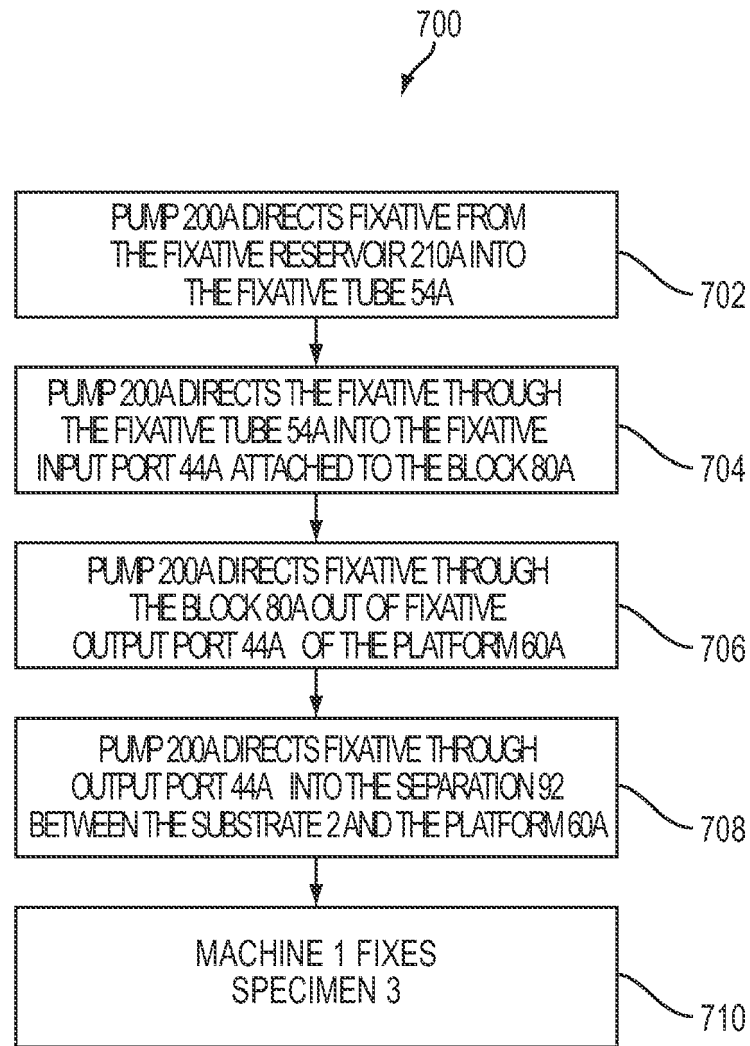 700
PUMP 200A DIRECTS FIXATIVE FROM
THE FIXATIVE RESERVOIR 210A INTO
THE FIXATIVE TUBE 54A
702
PUMP 200A DIRECTS THE FIXATIVE THROUGH
THE FIXATIVE TUBE 54A INTO THE FIXATIVE
INPUT PORT 44A ATTACHED TO THE BLOCK 80A
704
PUMP 200A DIRECTS FIXATIVE THROUGH
THE BLOCK 80A OUT OF FIXATIVE
OUTPUT PORT 44A OF THE PLATFORM 60A
706
PUMP 200A DIRECTS FIXATIVE THROUGH
OUTPUT PORT 44A INTO THE SEPARATION 92
BETWEEN THE SUBSTRATE 2 AND THE PLATFORM 60A
708
MACHINE 1 FIXES
SPECIMEN 3
710